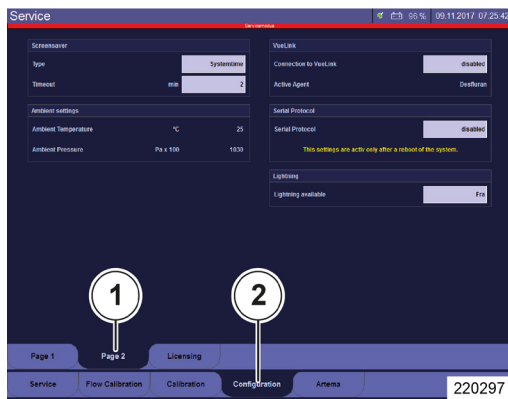 Service
96 %
09.11.2017 07:25:42
Servicemodus
Screensaver
Type
Systemtime
Timeout
min
2
Ambient settings
Ambient Temperature
°C
25
Ambient Pressure
Pa x 100
1030
VueLink
Connection to VueLink
disabled
Active Agent
Desfluran
Serial Protocol
Serial Protocol
disabled
This settings are activ only after a reboot of the system.
Lightning
Lightning available
Fra
1
2
Page 1
Page 2
Licensing
Service
Flow Calibration
Calibration
Configuration
Artema
220297